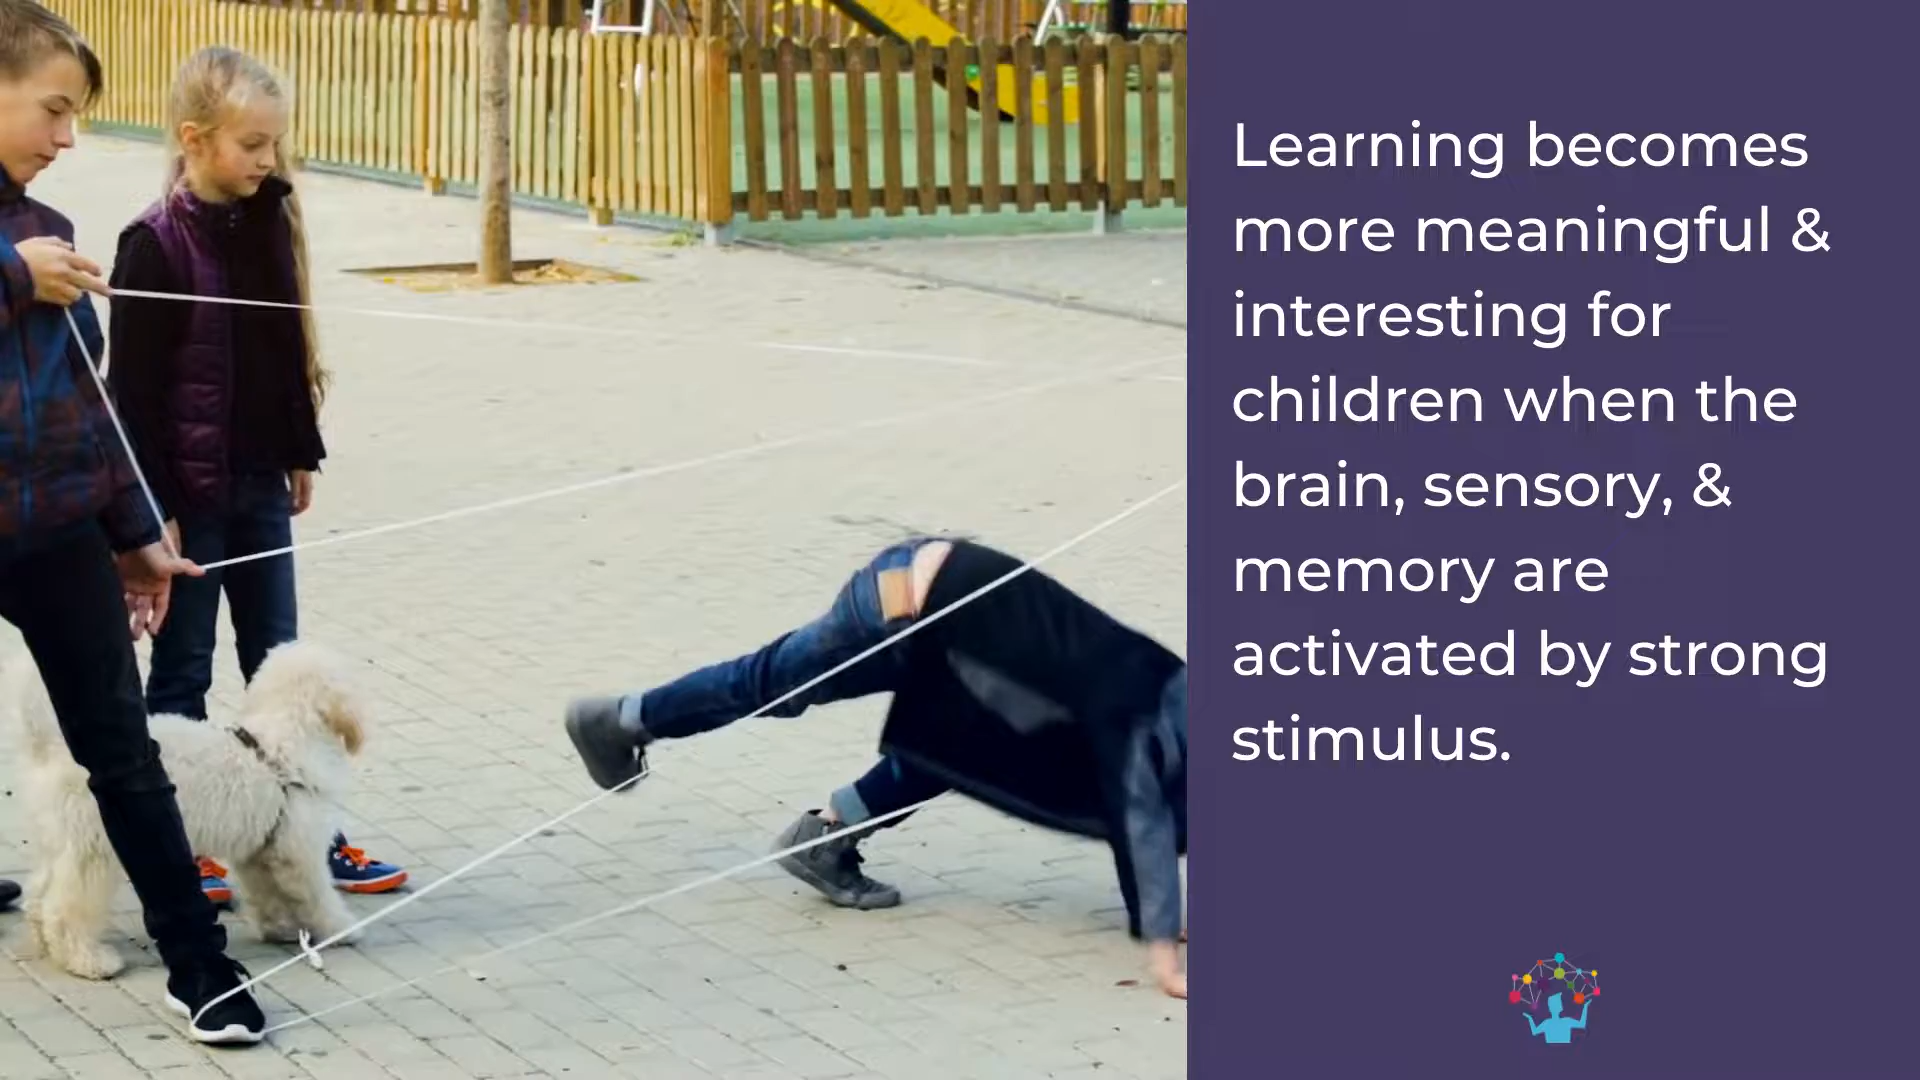 Learning becomes
more meaningful &
interesting for
children when the
brain, sensory, &
memory are
activated by strong
stimulus.